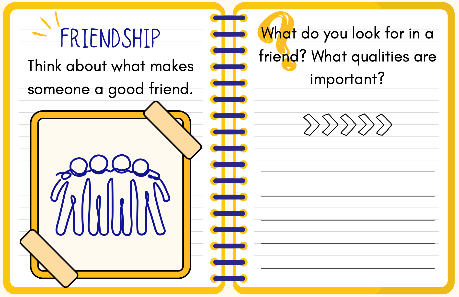 FRIENDSHIP
Think about what makes
someone a good friend.
What do you look for in a
friend? What qualities are
important?